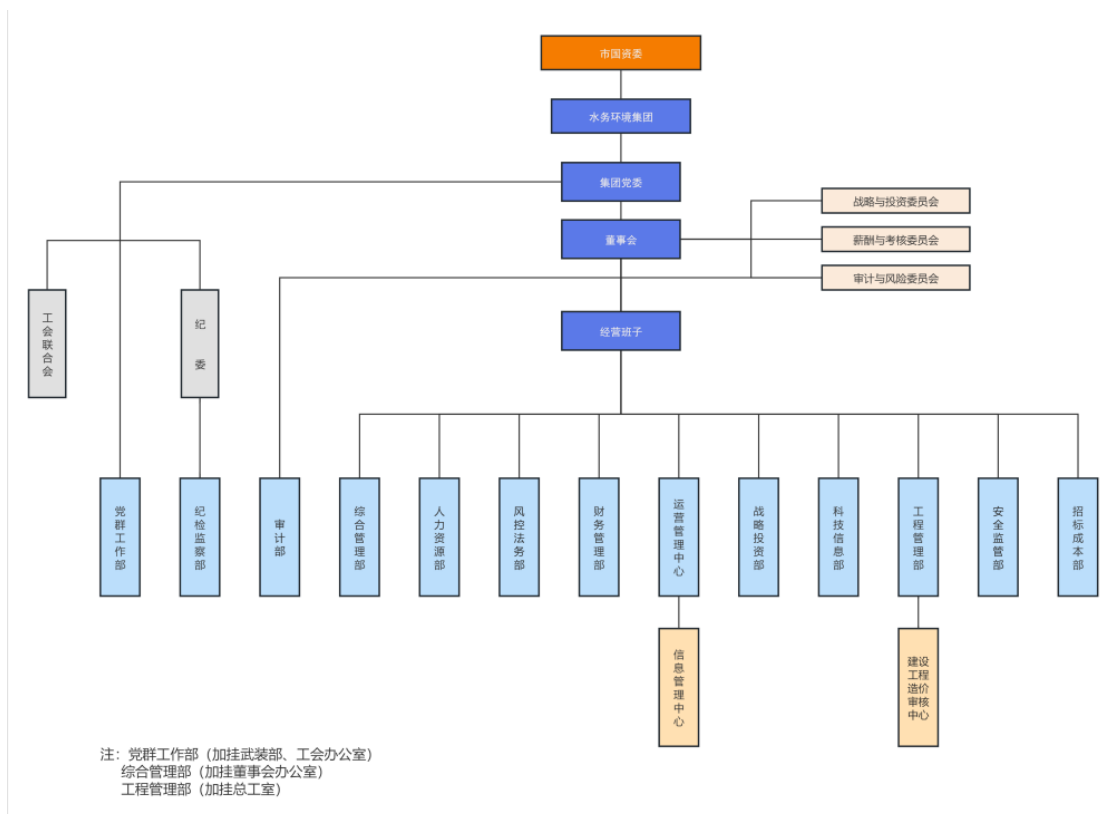 市国资委
水务环境集团
集团党委
战略与投资委员会
董事会
薪酬与考核委员会
审计与风险委员会
工会联合会
纪委
经营班子
党群工作部
纪检监察部
审计部
综合管理部
人力资源部
风控法务部
财务管理部
运营管理中心
战略投资部
科技信息部
工程管理部
安全监管部
招标成本部
信息管理中心
建设
工程
造价
审核
中心
注：党群工作部（加挂武装部、工会办公室）
综合管理部（加挂董事会办公室）
工程管理部（加挂总工室）